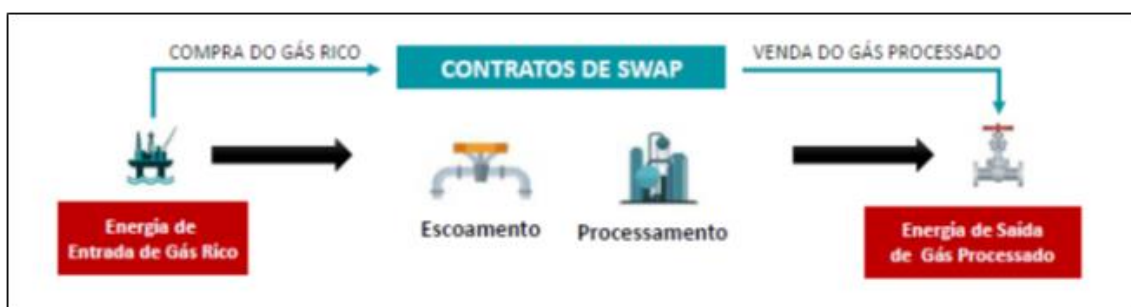 COMPRA DO GÁS RICO
CONTRATOS DE SWAP
VENDA DO GÁS PROCESSADO
Escoamento
Processamento
Energia de
Entrada de Gás Rico
Energia de Saída
de Gás Processado